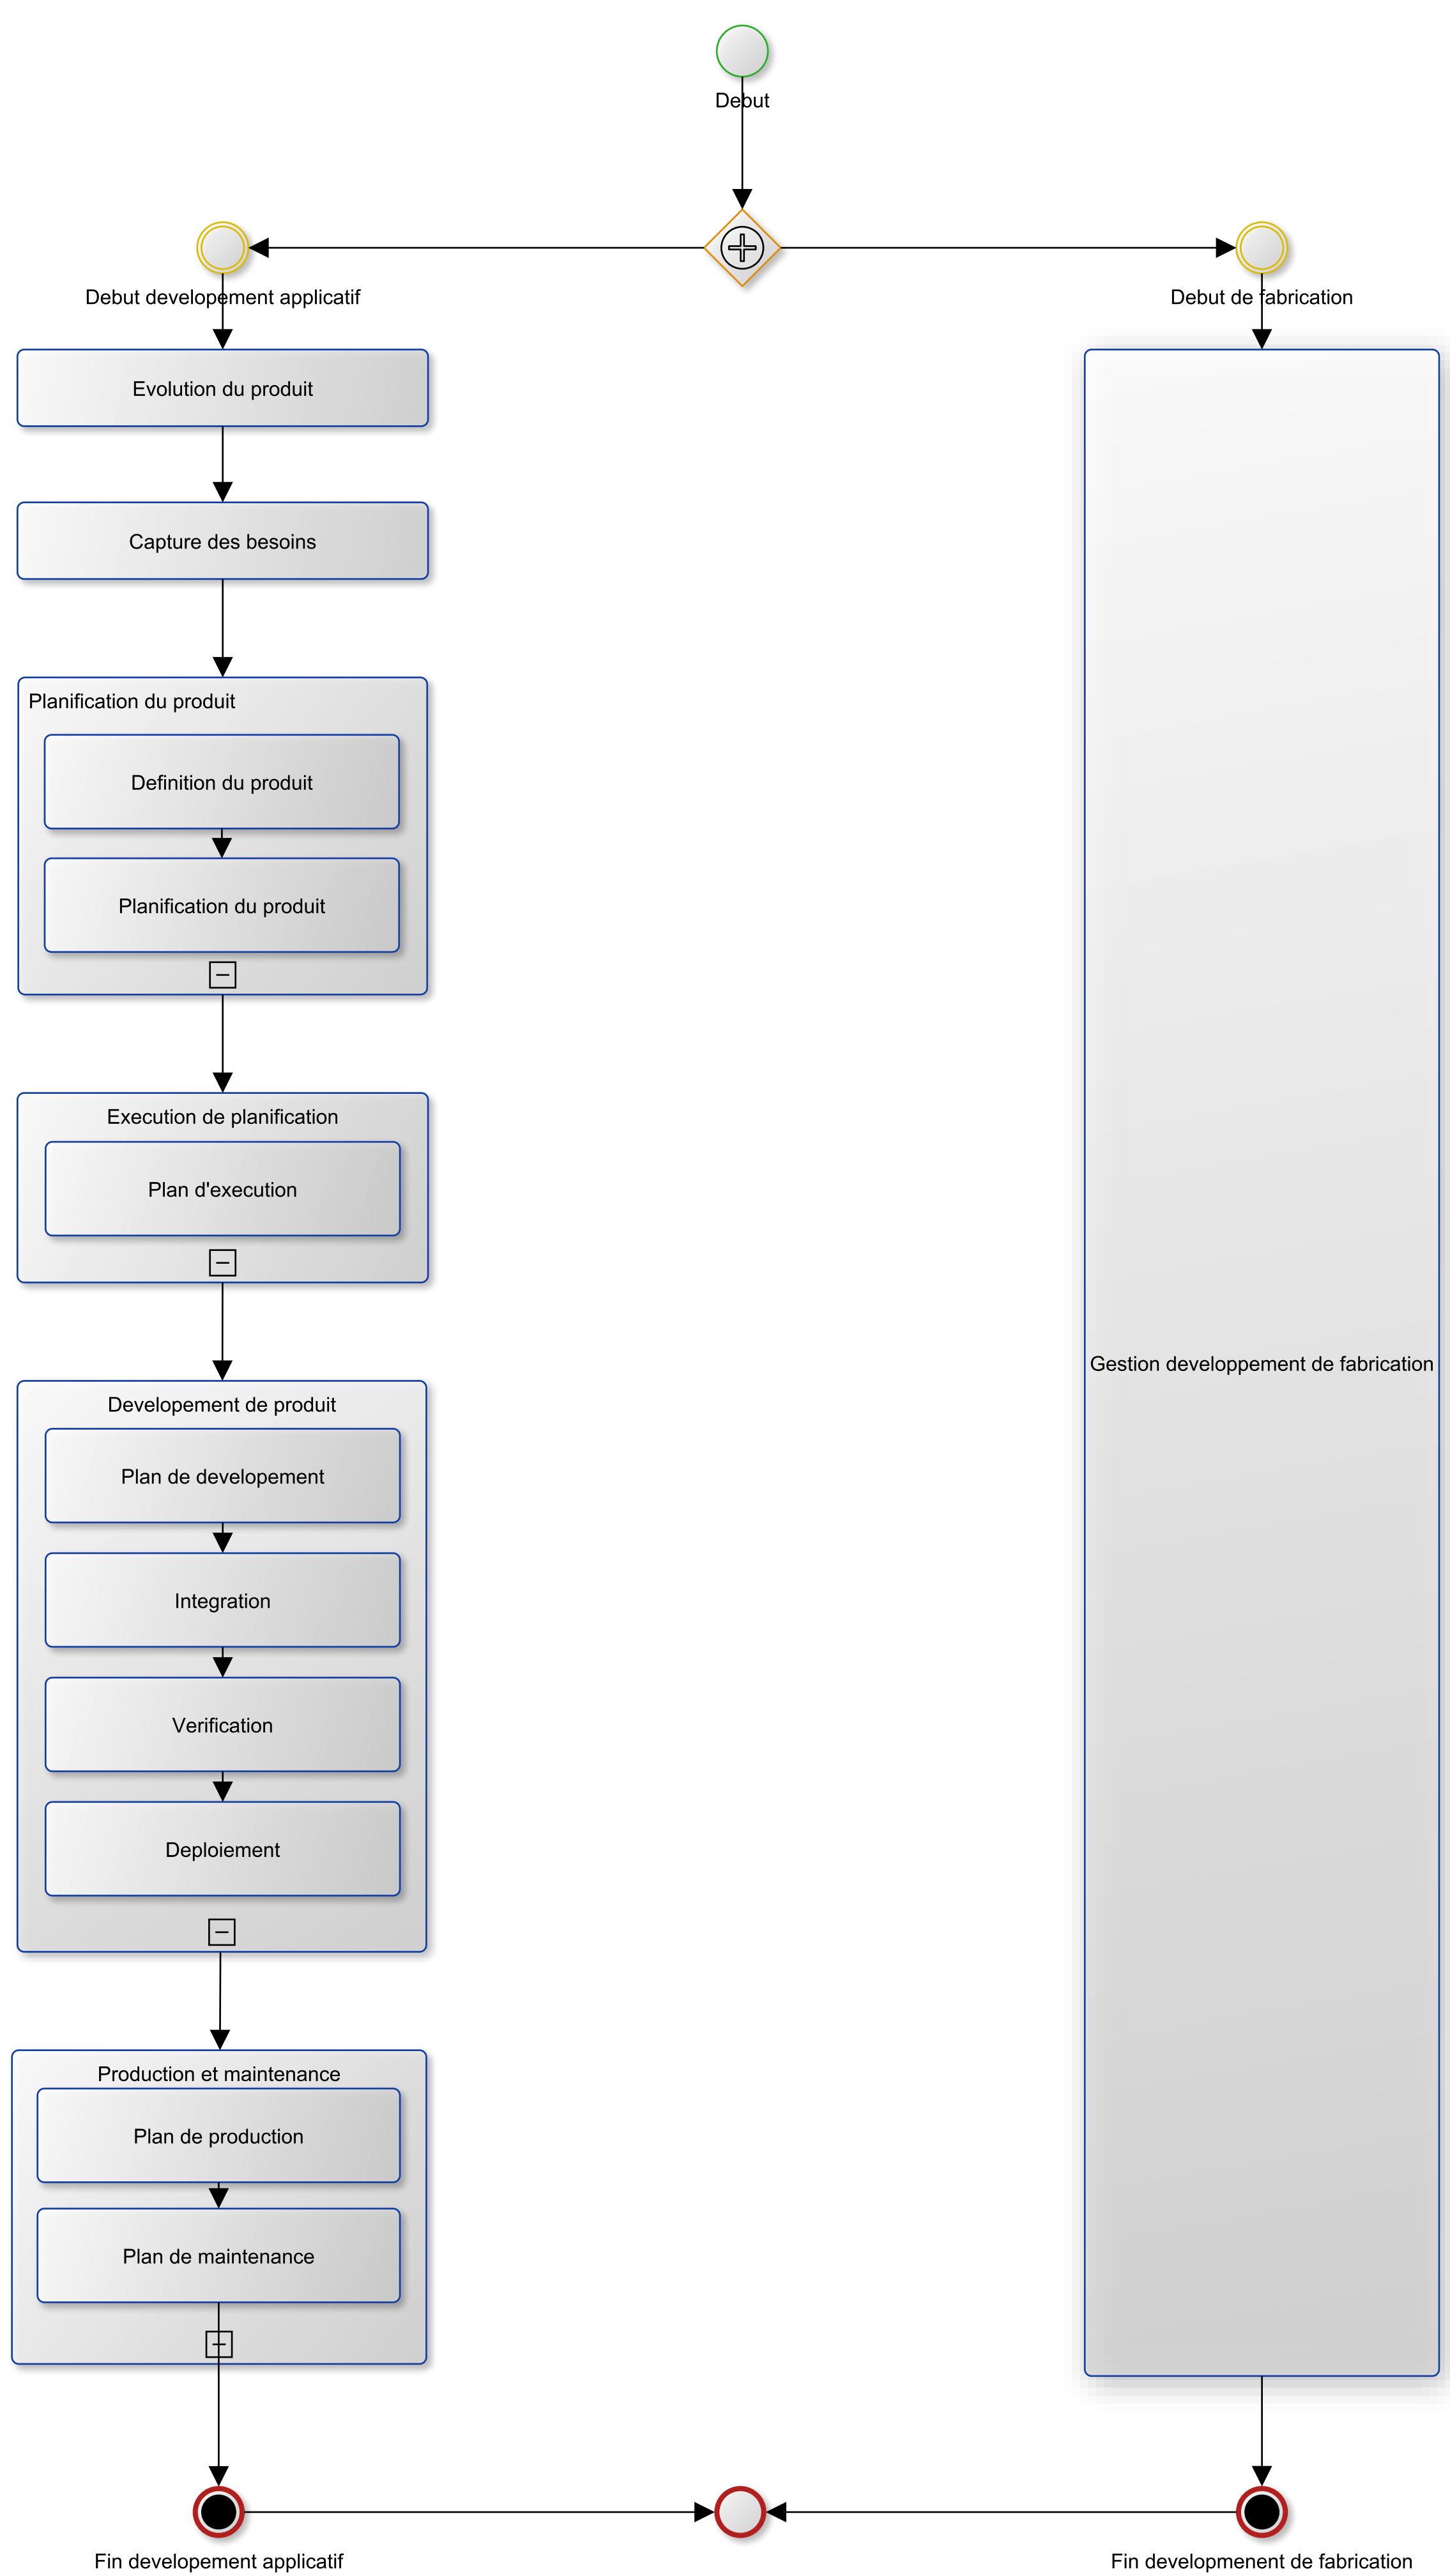 Debut
Debut developement applicatif
Debut de fabrication
Evolution du produit
Capture des besoins
Planification du produit
Definition du produit
Planification du produit
Execution de planification
Plan d'execution
Gestion developpement de fabrication
Developement de produit
Plan de developement
Integration
Verification
Deploiement
Production et maintenance
Plan de production
Plan de maintenance
Fin developement applicatif
Fin developmenent de fabrication